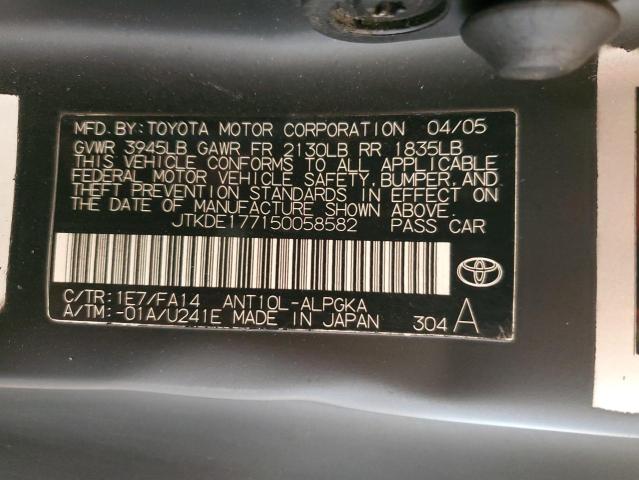 MFD. BY: TOYOTA MOTOR CORPORATION 04/05
GVWR 3945LB GAWR FR 2130LB RR 1835LB
THIS VEHICLE CONFORMS TO ALL APPLICABLE
FEDERAL MOTOR VEHICLE SAFETY, BUMPER, AND
THEFT PREVENTION STANDARDS IN EFFECT ON
THE DATE OF MANUFACTURE SHOWN ABOVE.
JTKDE177150058582 PASS CAR
C/TR: 1E7/FA14 ANT10L-ALPGKA
A/TM: -01A/U241E MADE IN JAPAN 304 A